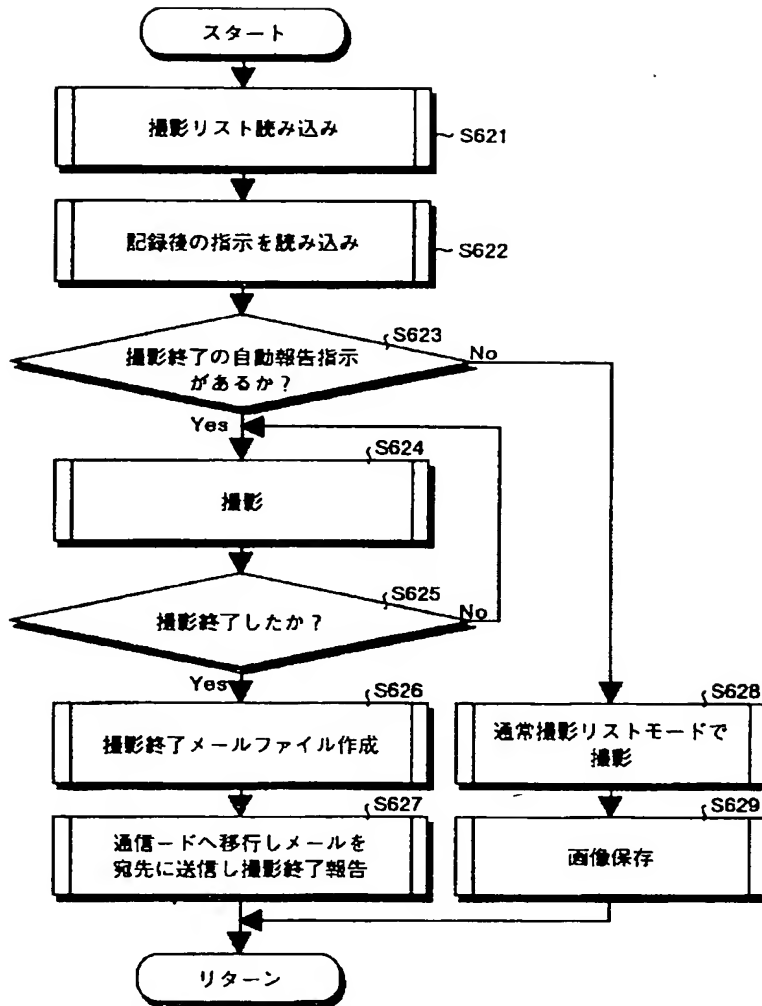 スタート
撮影リスト読み込み
S621
記録後の指示を読み込み
S622
S623
撮影終了の自動報告指示
があるか？
No
Yes
S624
撮影
S625
撮影終了したか？
No
Yes
S626
撮影終了メールファイル作成
S628
通常撮影リストモードで
撮影
S627
通信ードへ移行しメールを
宛先に送信し撮影終了報告
S629
画像保存
リターン